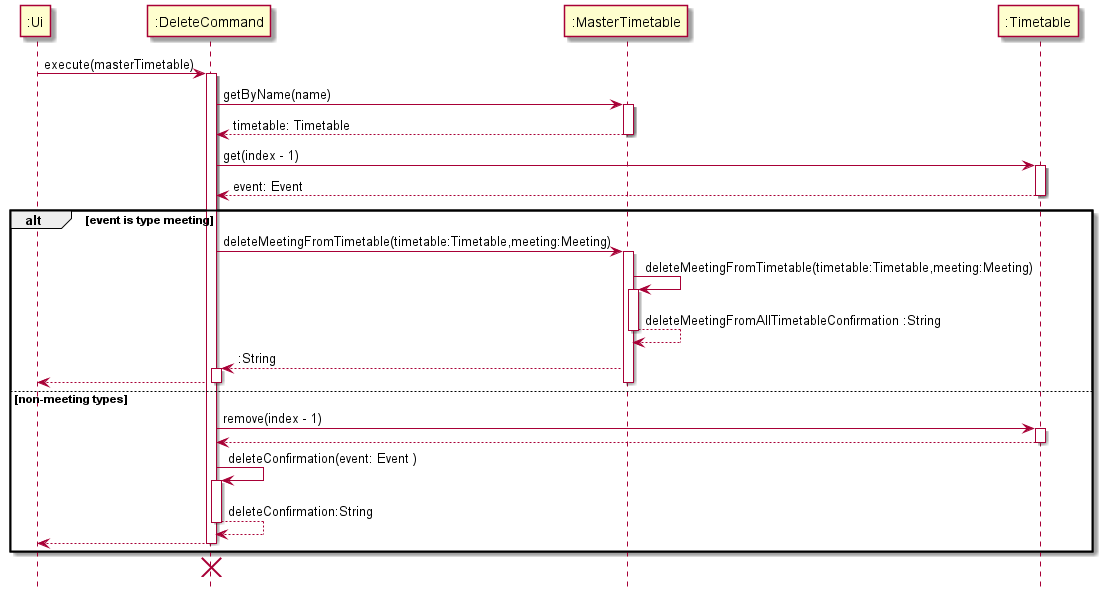 :Ui
:DeleteCommand
:MasterTimetable
:Timetable
execute(masterTimetable)
getByName(name)
timetable: Timetable
get(index - 1)
event: Event
alt
[event is type meeting]
deleteMeetingFromTimetable(timetable:Timetable,meeting:Meeting)
deleteMeetingFromTimetable(timetable:Timetable,meeting:Meeting)
deleteMeetingFromAllTimetableConfirmation :String
:String
[non-meeting types]
remove(index - 1)
deleteConfirmation(event: Event )
deleteConfirmation:String